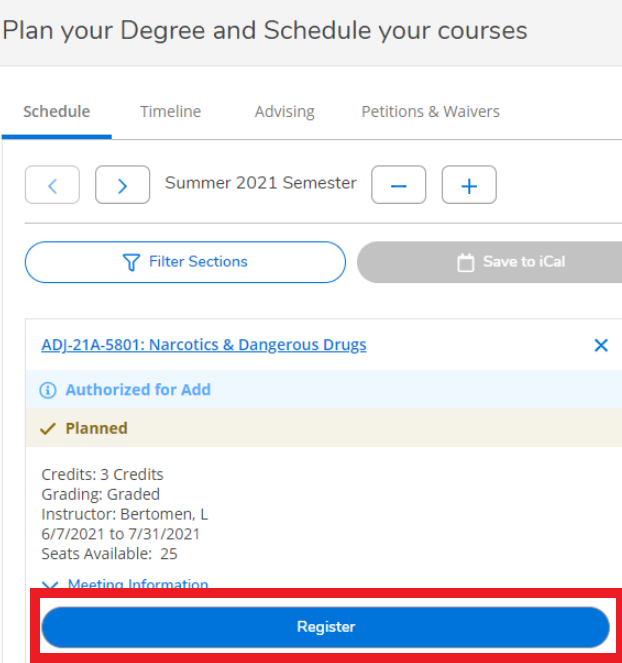 Plan your Degree and Schedule your courses
Schedule Timeline Advising Petitions & Waivers
Summer 2021 Semester
Filter Sections Save to iCal
ADJ-21A-5801: Narcotics & Dangerous Drugs
Authorized for Add
Planned
Credits: 3 Credits
Grading: Graded
Instructor: Bertomen, L
6/7/2021 to 7/31/2021
Seats Available: 25
Meeting Information
Register